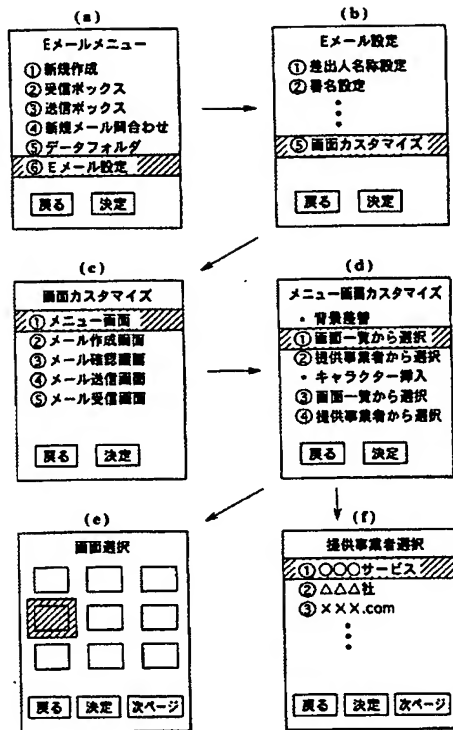 (a)
Eメールメニュー
①新規作成
②受信ボックス
③送信ボックス
④新規メール問合わせ
⑤データフォルダ
⑥Eメール設定
戻る 決定
(b)
Eメール設定
①差出人名称設定
②署名設定
⑤画面カスタマイズ
戻る 決定
(c)
画面カスタマイズ
①メニュー画面
②メール作成画面
③メール確認画面
④メール送信画面
⑤メール受信画面
戻る 決定
(d)
メニュー画面カスタマイズ
・背景差替
①画面一覧から選択
②提供事業者から選択
・キャラクター挿入
③画面一覧から選択
④提供事業者から選択
戻る 決定
(e)
画面選択
戻る 決定 次ページ
(f)
提供事業者選択
①○○○サービス
②△△△社
③×××.com
戻る 決定 次ページ